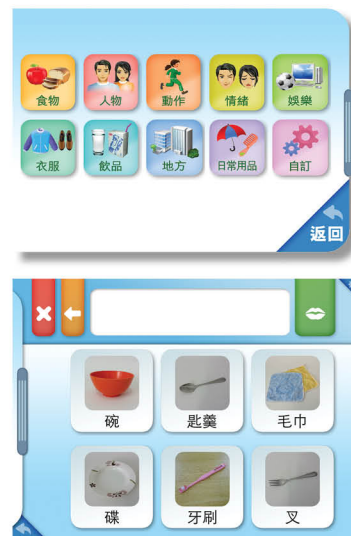 食物 人物 動作 情緒 娛樂
衣服 飲品 地方 日常用品 自訂
返回
碗 匙羹 毛巾
碟 牙刷 叉